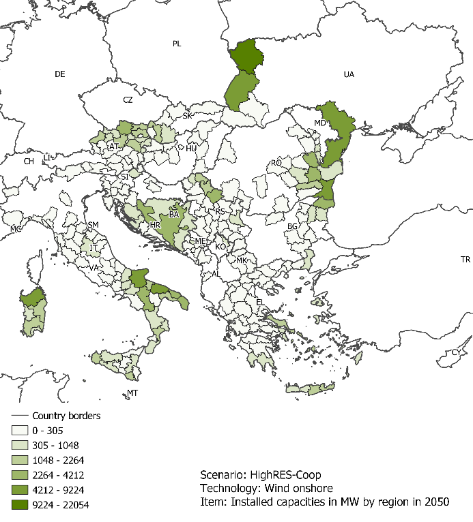 PL
DE
UA
CZ
SK
MD
AT
HU
CH
LI
RO
SI
HR
BA
RS
MC
SM
ME
KO
BG
VA
MK
AL
TR
EL
CY
MT
Country borders
0 - 305
305 - 1048
1048 - 2264
2264 - 4212
4212 - 9224
9224 - 22054
Scenario: HighRES-Coop
Technology: Wind onshore
Item: Installed capacities in MW by region in 2050